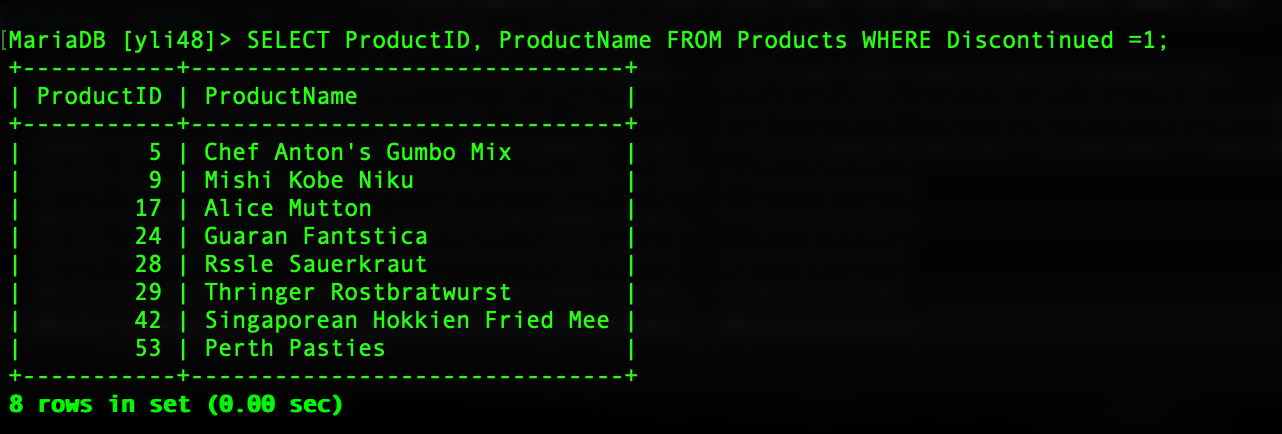 [MariaDB [yli48]> SELECT ProductID, ProductName FROM Products WHERE Discontinued =1;
+-----------+-------------------------------+
| ProductID | ProductName                   |
+-----------+-------------------------------+
|         5 | Chef Anton's Gumbo Mix        |
|         9 | Mishi Kobe Niku               |
|        17 | Alice Mutton                  |
|        24 | Guaran Fantstica              |
|        28 | Rssle Sauerkraut              |
|        29 | Thringer Rostbratwurst        |
|        42 | Singaporean Hokkien Fried Mee |
|        53 | Perth Pasties                 |
+-----------+-------------------------------+
8 rows in set (0.00 sec)